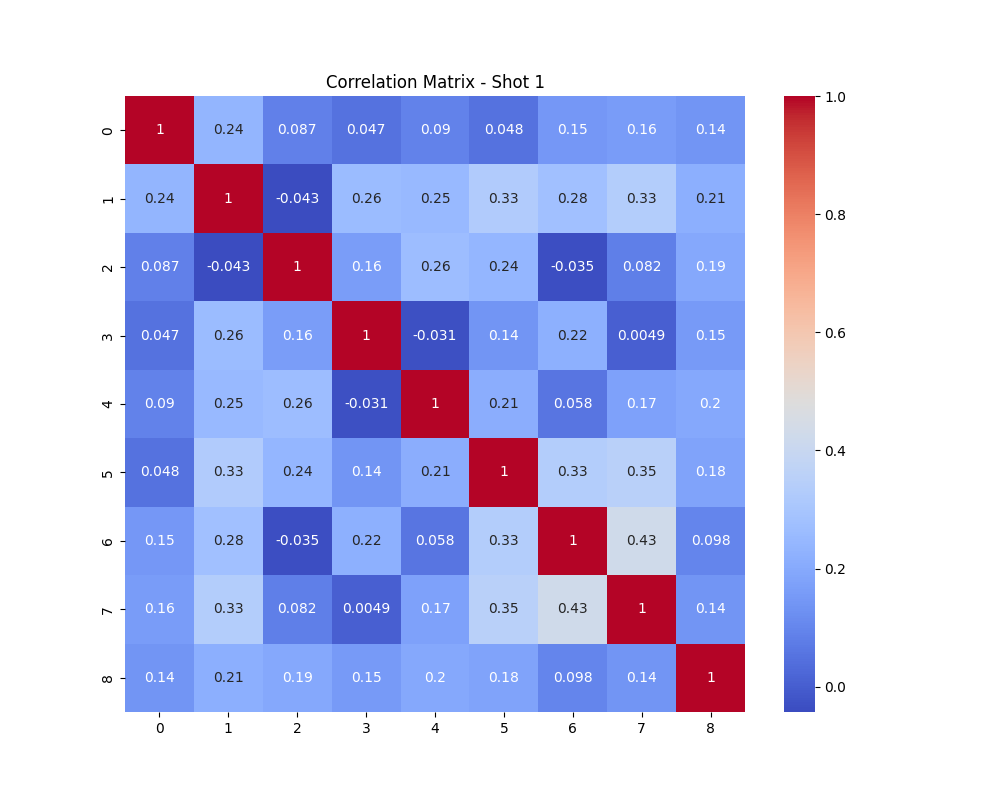 Correlation Matrix - Shot 1
0 1 0.24 0.087 0.047 0.09 0.048 0.15 0.16 0.14
1 0.24 1 -0.043 0.26 0.25 0.33 0.28 0.33 0.21
2 0.087 -0.043 1 0.16 0.26 0.24 -0.035 0.082 0.19
3 0.047 0.26 0.16 1 -0.031 0.14 0.22 0.0049 0.15
4 0.09 0.25 0.26 -0.031 1 0.21 0.058 0.17 0.2
5 0.048 0.33 0.24 0.14 0.21 1 0.33 0.35 0.18
6 0.15 0.28 -0.035 0.22 0.058 0.33 1 0.43 0.098
7 0.16 0.33 0.082 0.0049 0.17 0.35 0.43 1 0.14
8 0.14 0.21 0.19 0.15 0.2 0.18 0.098 0.14 1
0 1 2 3 4 5 6 7 8
1.0
0.8
0.6
0.4
0.2
0.0